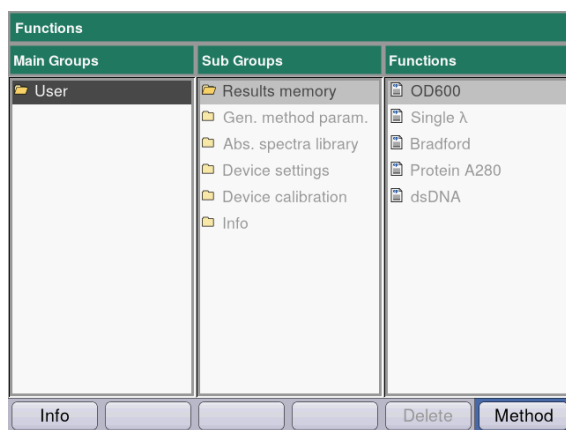 Functions
Main Groups
Sub Groups
Functions
User
Results memory
Gen. method param.
Abs. spectra library
Device settings
Device calibration
Info
OD600
Single λ
Bradford
Protein A280
dsDNA
Info
Delete
Method